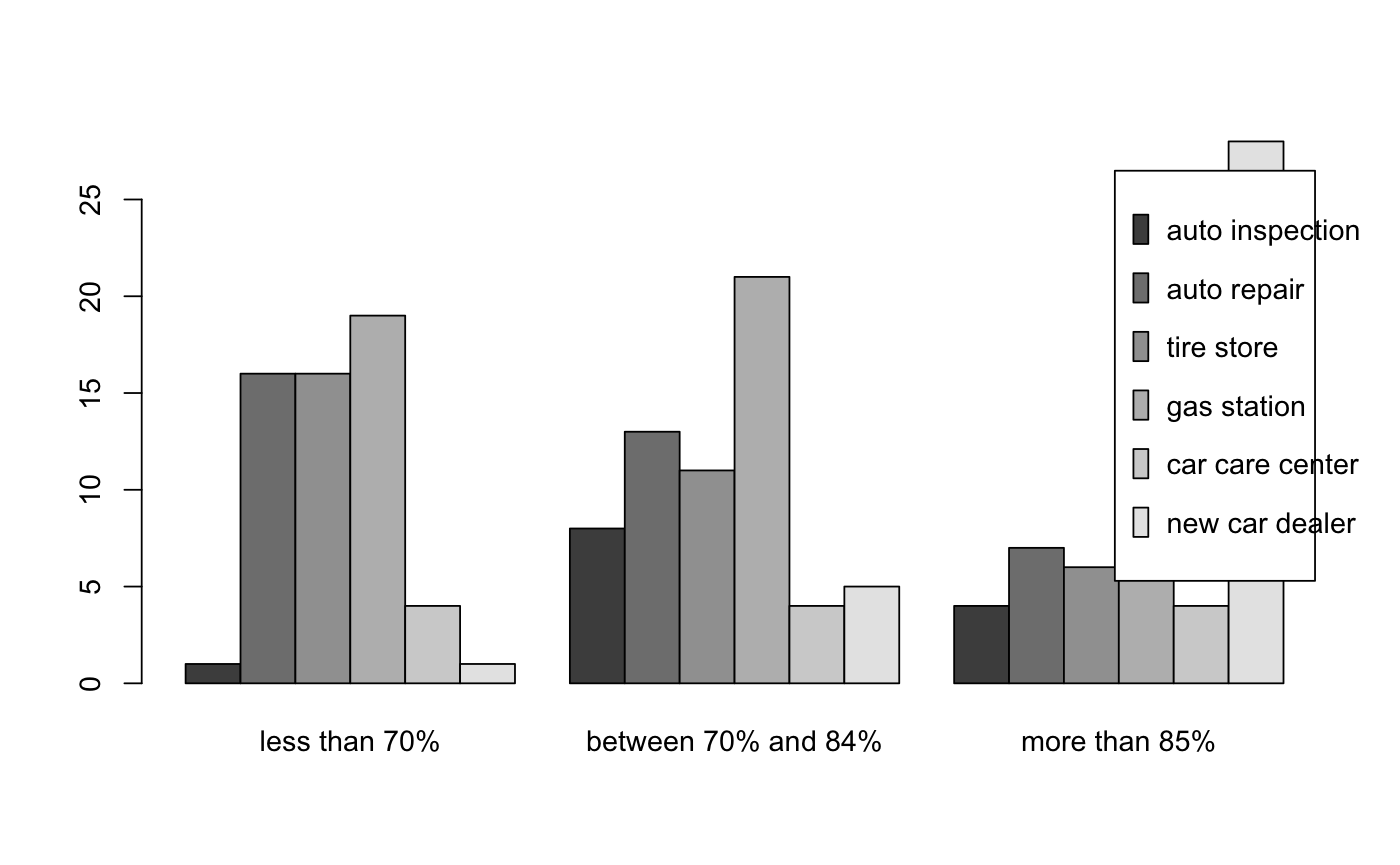 25
20
15
10
5
0
auto inspection
auto repair
tire store
gas station
car care center
new car dealer
less than 70%
between 70% and 84%
more than 85%